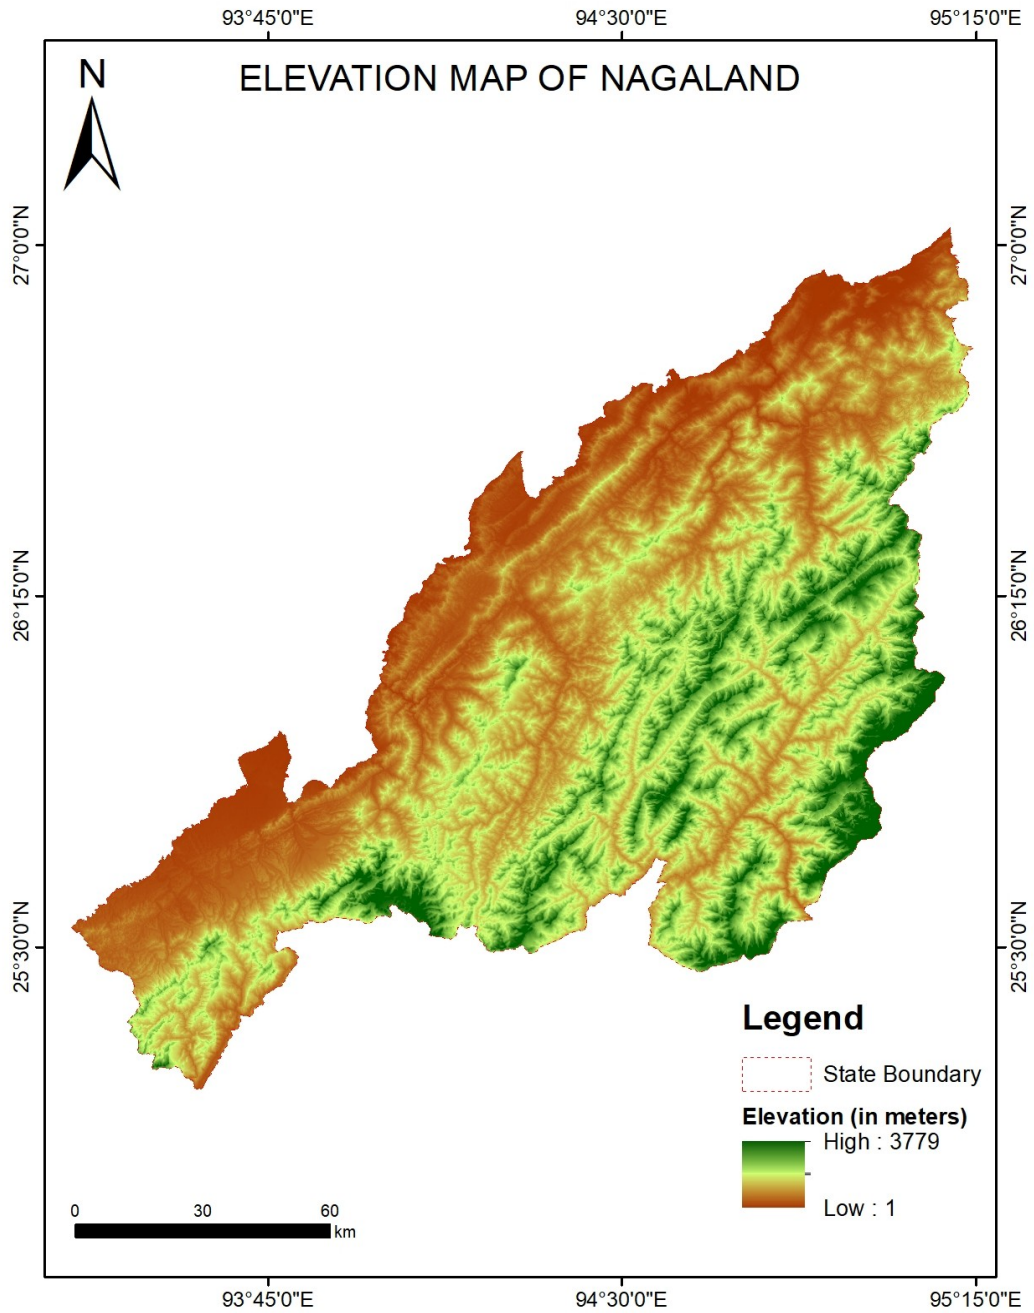 93°45'0"E 94°30'0"E 95°15'0"E
N
ELEVATION MAP OF NAGALAND
27°0'0"N 27°0'0"N
26°15'0"N 26°15'0"N
25°30'0"N 25°30'0"N
Legend
State Boundary
Elevation (in meters)
High : 3779
Low : 1
0 30 60
km
93°45'0"E 94°30'0"E 95°15'0"E